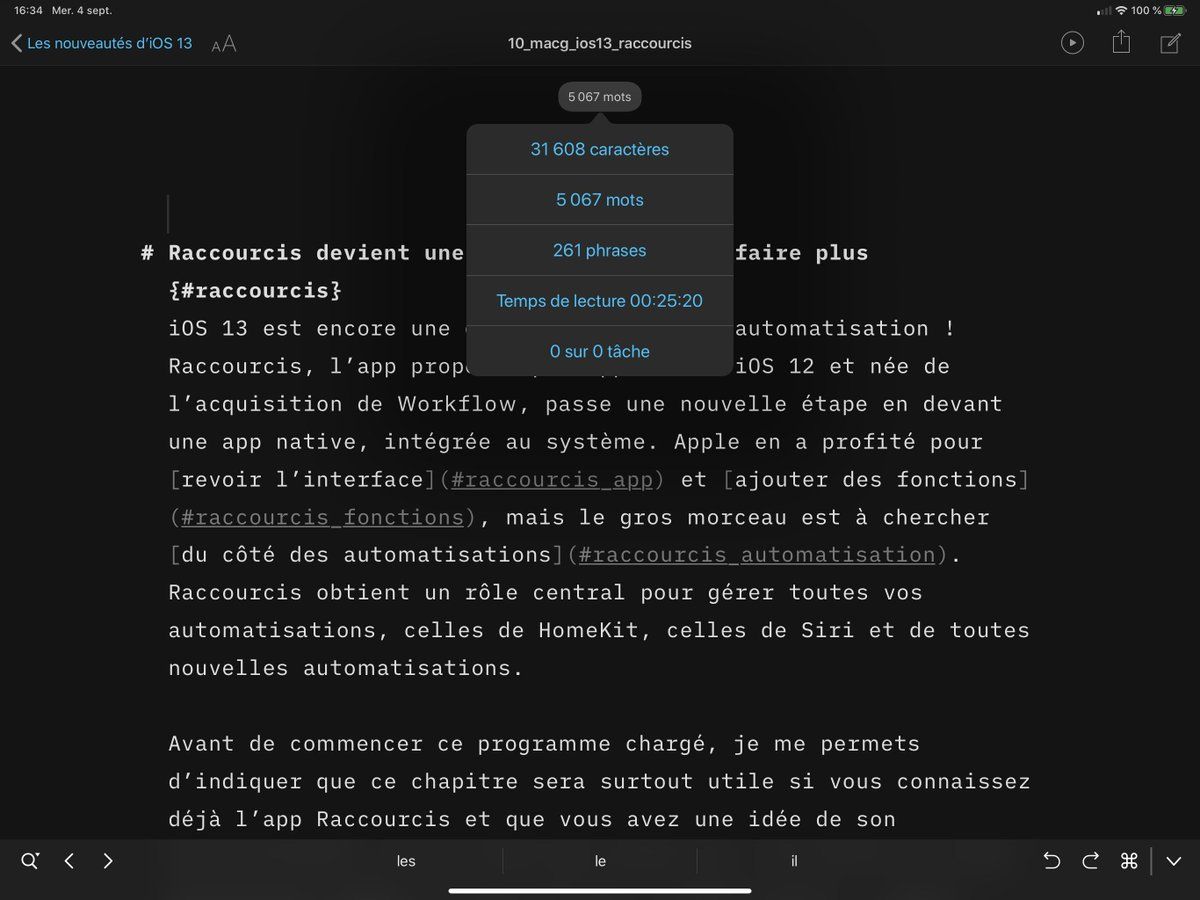 16:34 Mer. 4 sept. 100 %
Les nouveautés d’iOS 13 AA 10_macg_ios13_raccourcis
5 067 mots
31 608 caractères
5 067 mots
261 phrases
Temps de lecture 00:25:20
0 sur 0 tâche
# Raccourcis devient une faire plus
{#raccourcis}
iOS 13 est encore une automatisation !
Raccourcis, l’app iOS 12 et née de
l’acquisition de Workflow, passe une nouvelle étape en devant
une app native, intégrée au système. Apple en a profité pour
[revoir l’interface](#raccourcis_app) et [ajouter des fonctions]
(#raccourcis_fonctions), mais le gros morceau est à chercher
[du côté des automatisations](#raccourcis_automatisation).
Raccourcis obtient un rôle central pour gérer toutes vos
automatisations, celles de HomeKit, celles de Siri et de toutes
nouvelles automatisations.
Avant de commencer ce programme chargé, je me permets
d’indiquer que ce chapitre sera surtout utile si vous connaissez
déjà l’app Raccourcis et que vous avez une idée de son
les le il